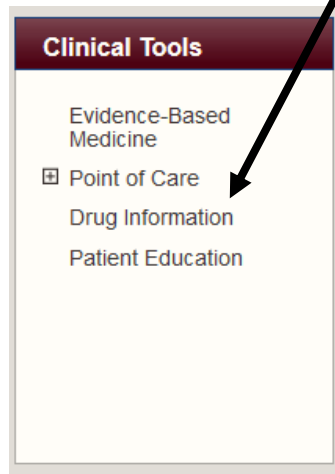 Clinical Tools
Evidence-Based
Medicine
Point of Care
Drug Information
Patient Education